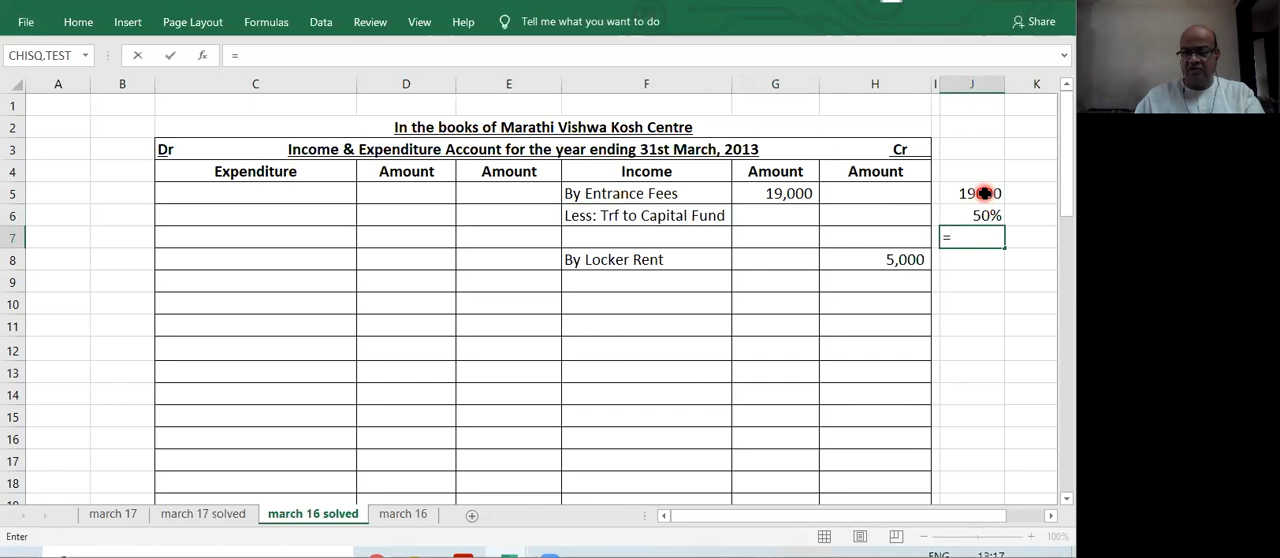 File Home Insert Page Layout Formulas Data Review View Help Tell me what you want to do Share
CHISQ.TEST fx =
A B C D E F G H I J K
1
2 In the books of Marathi Vishwa Kosh Centre
3 Dr Income & Expenditure Account for the year ending 31st March, 2013 Cr
4 Expenditure Amount Amount Income Amount Amount
5 By Entrance Fees 19,000
6 Less: Trf to Capital Fund 50%
7 =
8 By Locker Rent 5,000
9
10
11
12
13
14
15
16
17
18
march 17 march 17 solved march 16 solved march 16
Enter 100%